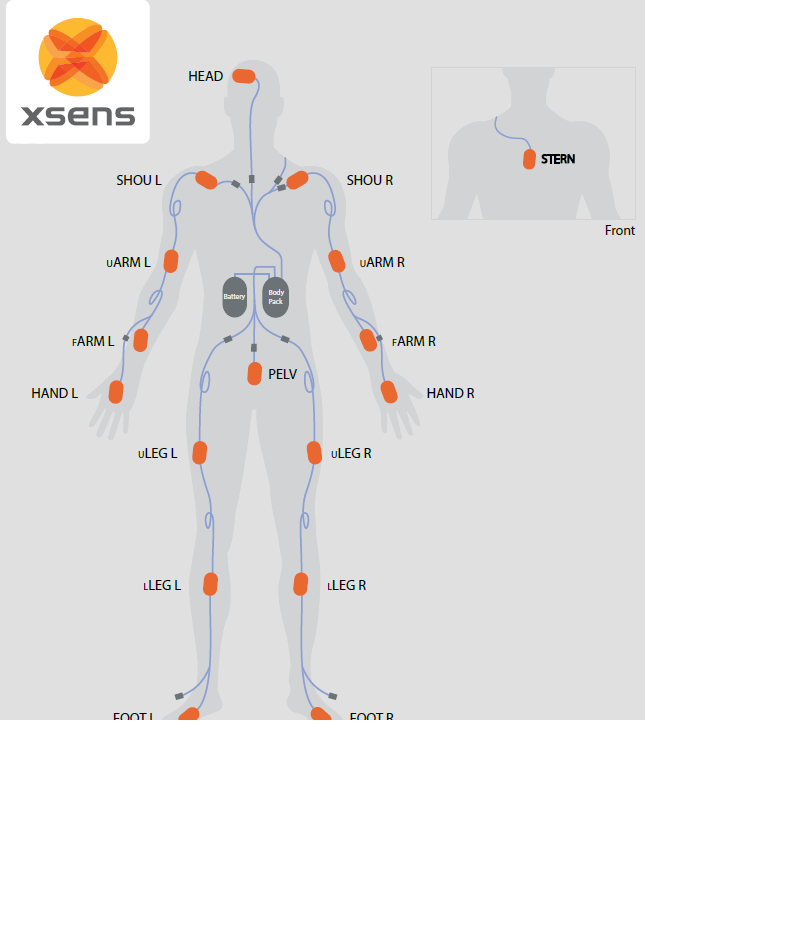 xsens
HEAD
STERN
SHOU L
SHOU R
Front
UARM L
UARM R
Battery
Body
Pack
FARM L
FARM R
PELV
HAND L
HAND R
ULEG L
ULEG R
LLEG L
LLEG R
FOOT L
FOOT R